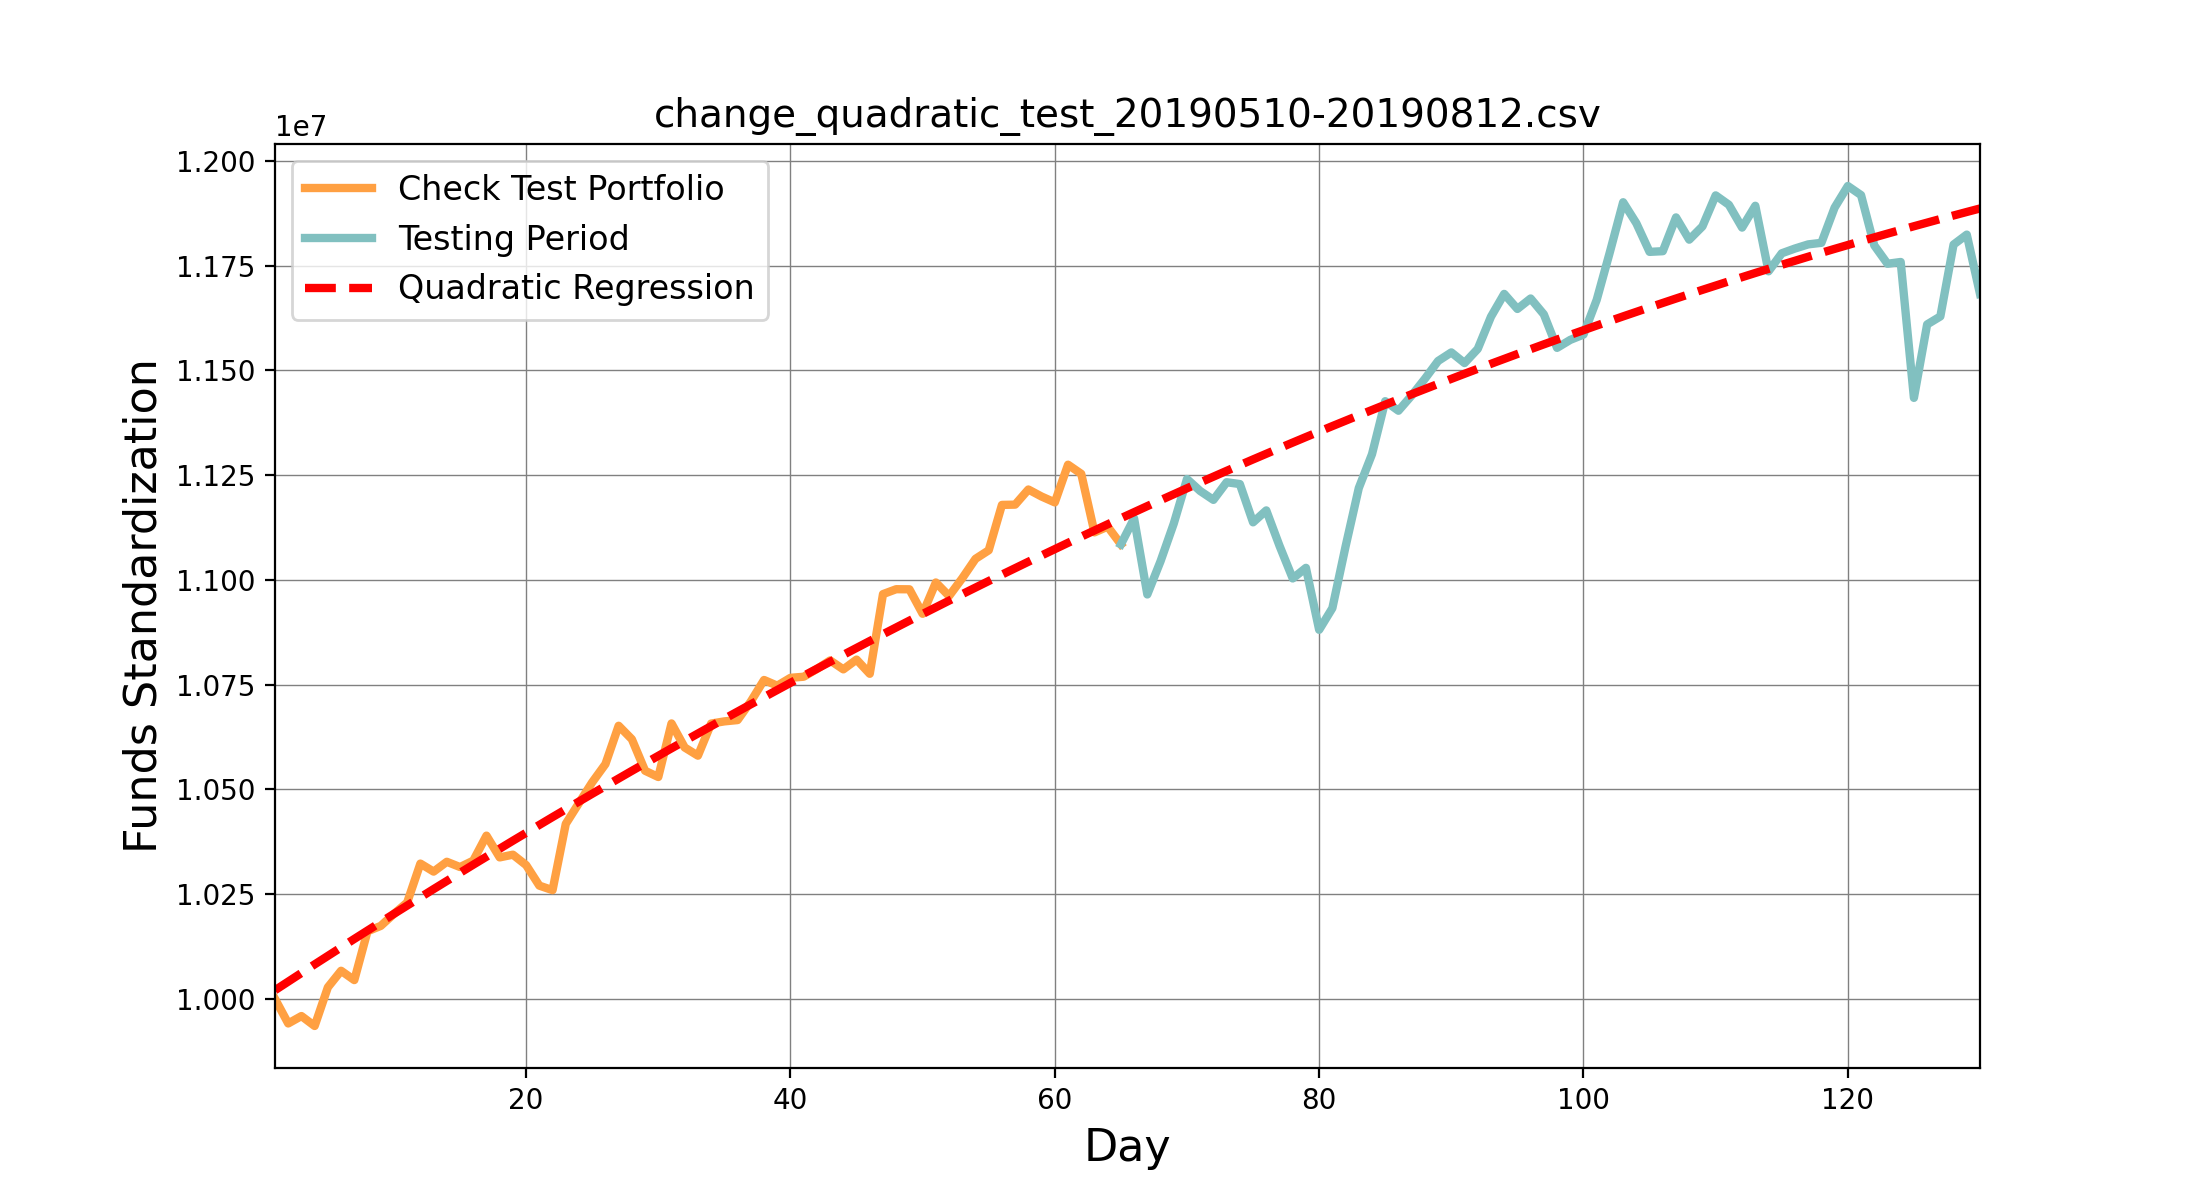 change_quadratic_test_20190510-20190812.csv
1e7
1.200
1.175
1.150
1.125
1.100
1.075
1.050
1.025
1.000
Funds Standardization
Check Test Portfolio
Testing Period
Quadratic Regression
20 40 60 80 100 120
Day